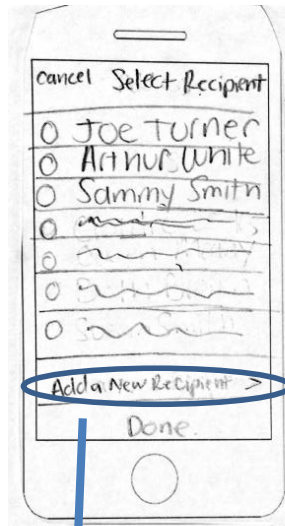 Cancel Select Recipient
Joe Turner
Arthur White
Sammy Smith
Add a New Recipient >
Done.